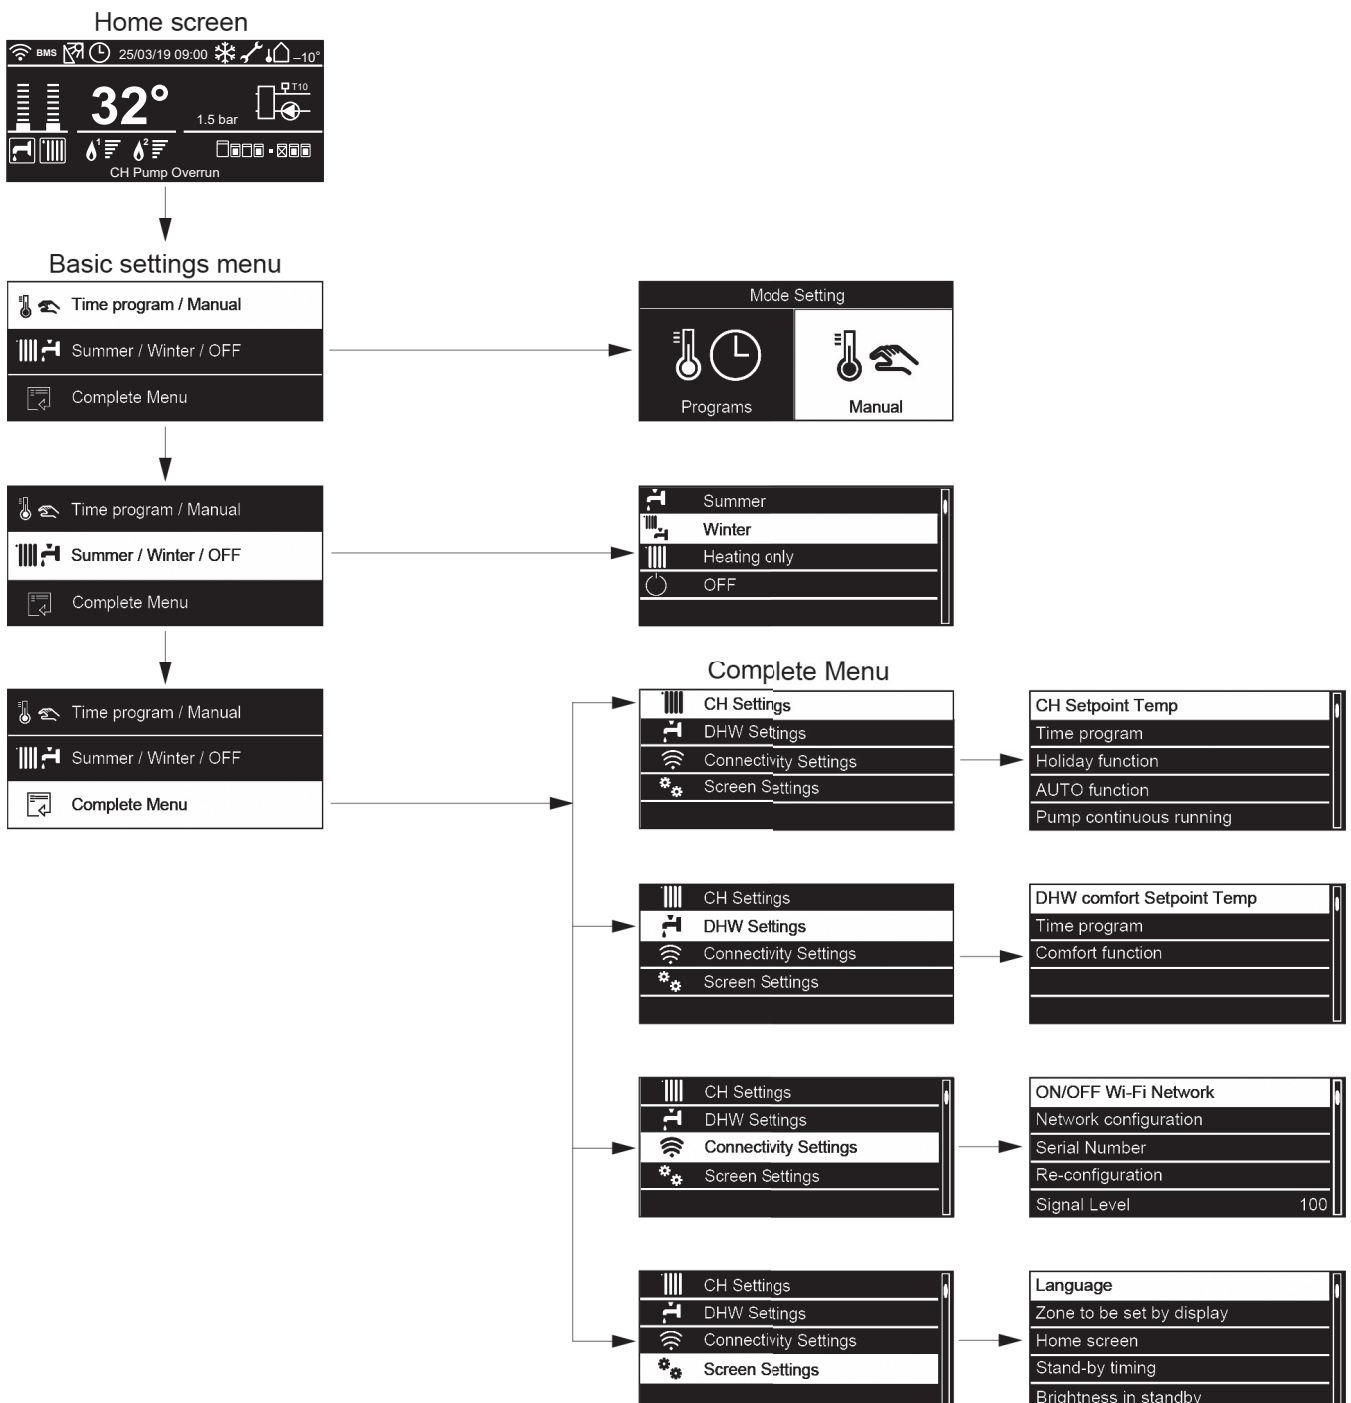 Home screen
BMS 25/03/19 09:00 -10°
32° 1.5 bar T10
1 2
CH Pump Overrun
Basic settings menu
Time program / Manual
Summer / Winter / OFF
Complete Menu
Mode Setting
Programs Manual
Time program / Manual
Summer / Winter / OFF
Complete Menu
Summer
Winter
Heating only
OFF
Time program / Manual
Summer / Winter / OFF
Complete Menu
Complete Menu
CH Settings
DHW Settings
Connectivity Settings
Screen Settings
CH Setpoint Temp
Time program
Holiday function
AUTO function
Pump continuous running
CH Settings
DHW Settings
Connectivity Settings
Screen Settings
DHW comfort Setpoint Temp
Time program
Comfort function
CH Settings
DHW Settings
Connectivity Settings
Screen Settings
ON/OFF Wi-Fi Network
Network configuration
Serial Number
Re-configuration
Signal Level 100
CH Settings
DHW Settings
Connectivity Settings
Screen Settings
Language
Zone to be set by display
Home screen
Stand-by timing
Brightness in standby